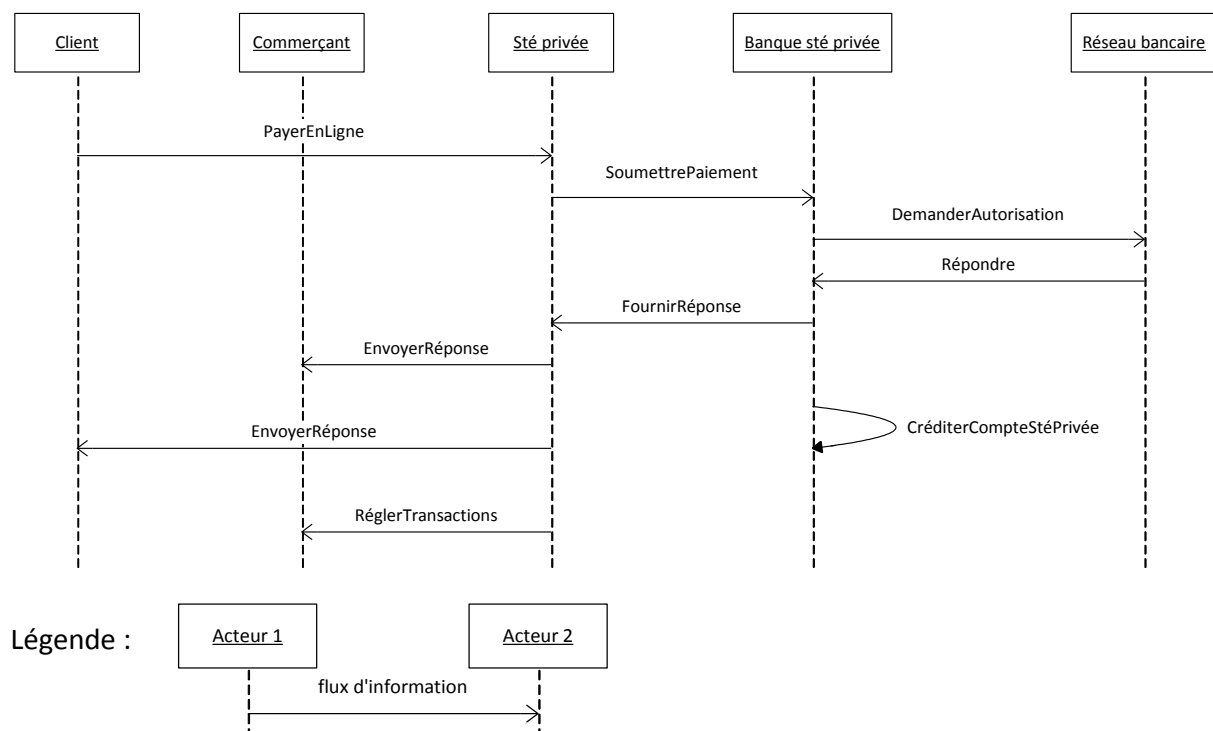 Client
Commerçant
Sté privée
Banque sté privée
Réseau bancaire
PayerEnLigne
SoumettrePaiement
DemanderAutorisation
Répondre
FournirRéponse
EnvoyerRéponse
CréditerCompteStéPrivée
EnvoyerRéponse
RéglerTransactions
Légende :
Acteur 1
Acteur 2
flux d'information